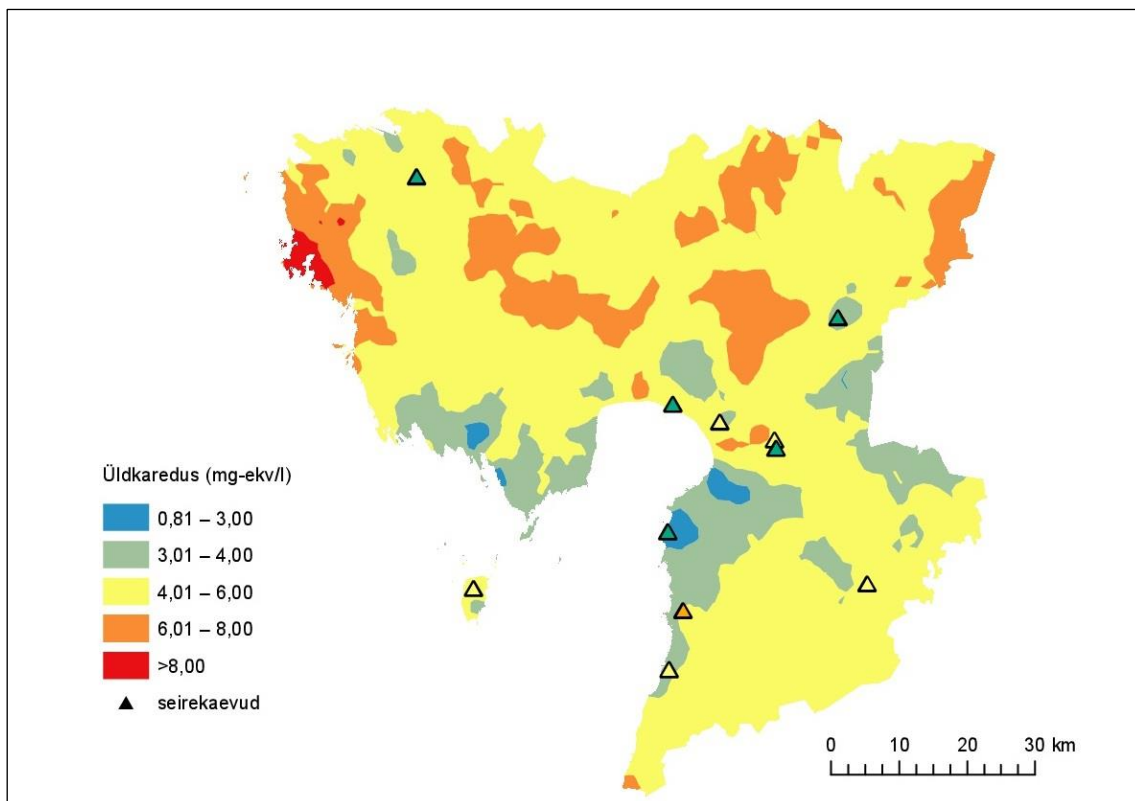 Üldkaredus (mg-ekv/l)
0,81 – 3,00
3,01 – 4,00
4,01 – 6,00
6,01 – 8,00
>8,00
seirekaevud
0 10 20 30 km